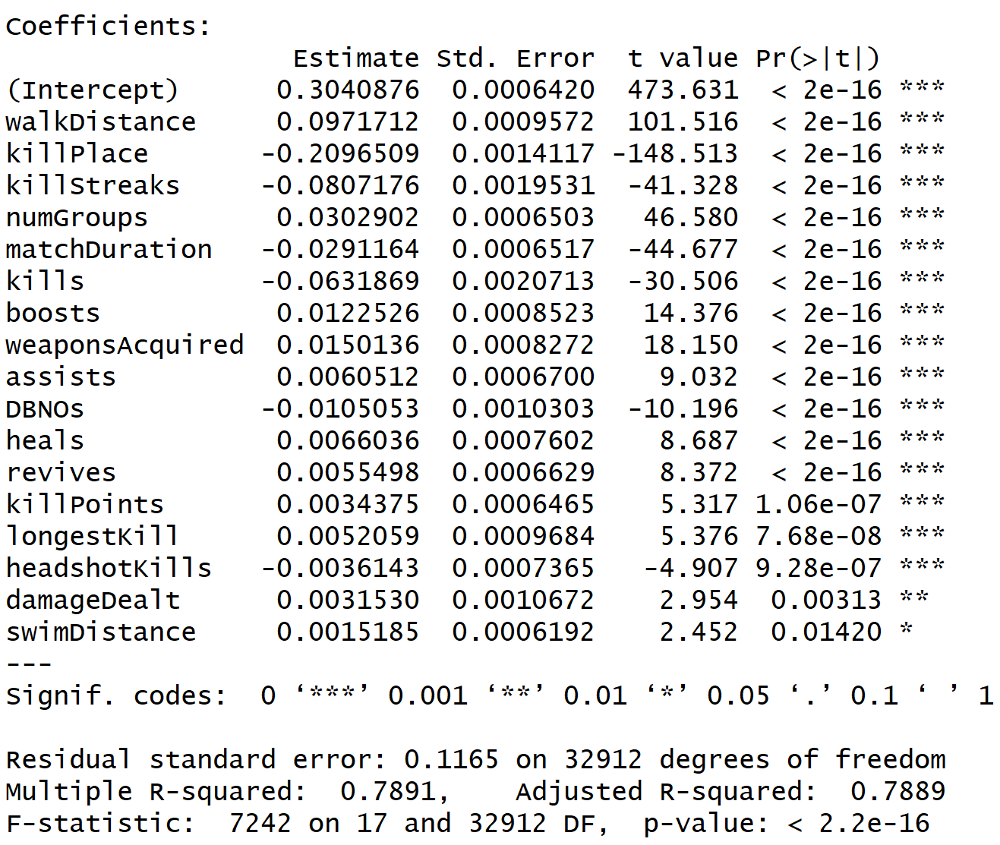 Coefficients:
                  Estimate Std. Error  t value Pr(>|t|)
(Intercept)      0.3040876  0.0006420  473.631  < 2e-16 ***
walkDistance     0.0971712  0.0009572  101.516  < 2e-16 ***
killPlace       -0.2096509  0.0014117 -148.513  < 2e-16 ***
killStreaks     -0.0807176  0.0019531  -41.328  < 2e-16 ***
numGroups        0.0302902  0.0006503   46.580  < 2e-16 ***
matchDuration   -0.0291164  0.0006517  -44.677  < 2e-16 ***
kills           -0.0631869  0.0020713  -30.506  < 2e-16 ***
boosts           0.0122526  0.0008523   14.376  < 2e-16 ***
weaponsAcquired  0.0150136  0.0008272   18.150  < 2e-16 ***
assists          0.0060512  0.0006700    9.032  < 2e-16 ***
DBNOs           -0.0105053  0.0010303  -10.196  < 2e-16 ***
heals            0.0066036  0.0007602    8.687  < 2e-16 ***
revives          0.0055498  0.0006629    8.372  < 2e-16 ***
killPoints       0.0034375  0.0006465    5.317 1.06e-07 ***
longestKill      0.0052059  0.0009684    5.376 7.68e-08 ***
headshotKills   -0.0036143  0.0007365   -4.907 9.28e-07 ***
damageDealt      0.0031530  0.0010672    2.954  0.00313 **
swimDistance     0.0015185  0.0006192    2.452  0.01420 *
---
Signif. codes:  0 ‘***’ 0.001 ‘**’ 0.01 ‘*’ 0.05 ‘.’ 0.1 ‘ ’ 1

Residual standard error: 0.1165 on 32912 degrees of freedom
Multiple R-squared:  0.7891,    Adjusted R-squared:  0.7889
F-statistic:  7242 on 17 and 32912 DF,  p-value: < 2.2e-16